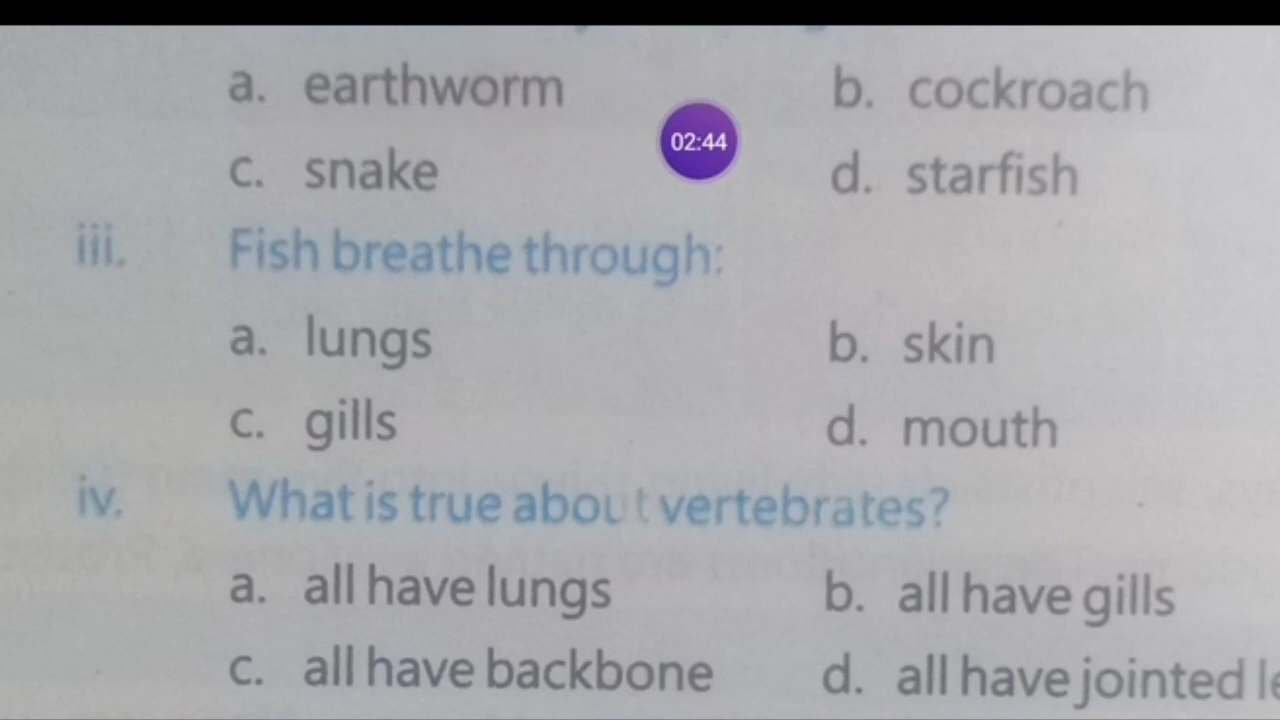 a. earthworm b. cockroach
02:44
c. snake d. starfish
iii. Fish breathe through:
a. lungs b. skin
c. gills d. mouth
iv. What is true about vertebrates?
a. all have lungs b. all have gills
c. all have backbone d. all have jointed